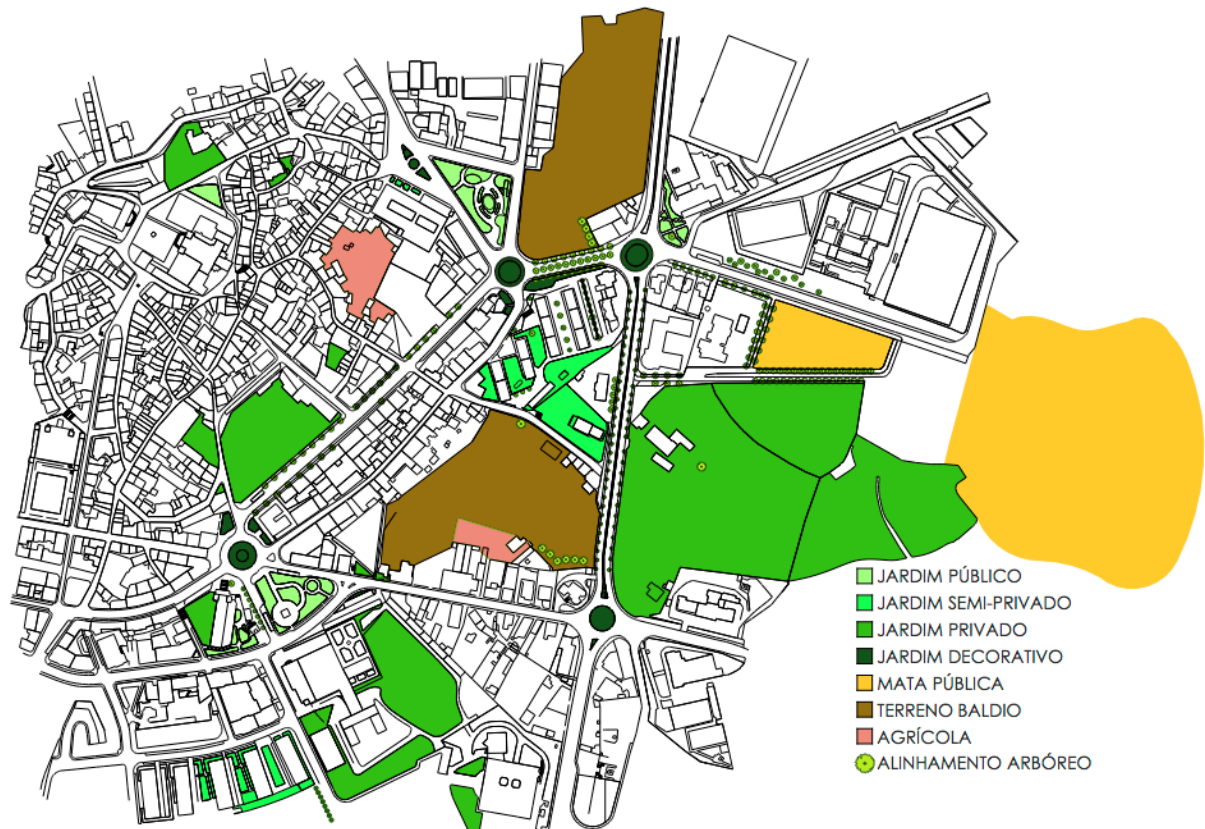 JARDIM PÚBLICO
JARDIM SEMI-PRIVADO
JARDIM PRIVADO
JARDIM DECORATIVO
MATA PÚBLICA
TERRENO BALDIO
AGRÍCOLA
ALINHAMENTO ARBÓREO